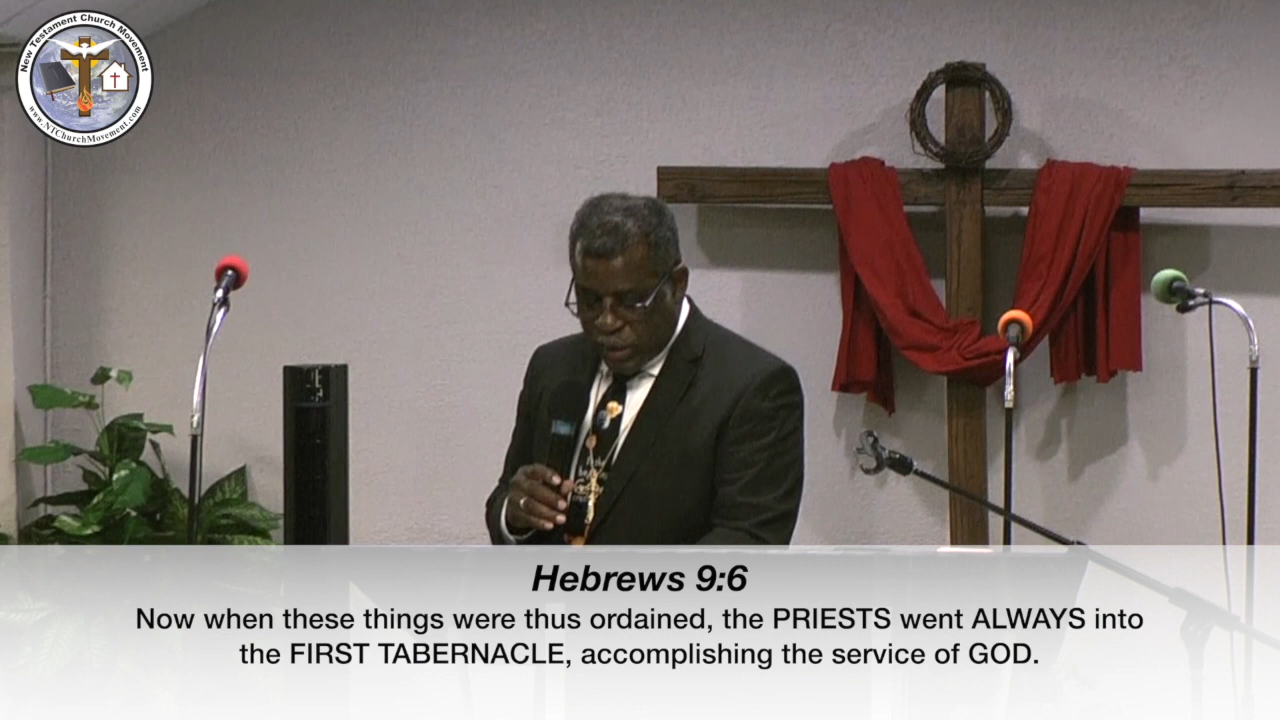 New Testament Church Movement
www.NTChurchMovement.com
Hebrews 9:6
Now when these things were thus ordained, the PRIESTS went ALWAYS into
the FIRST TABERNACLE, accomplishing the service of GOD.